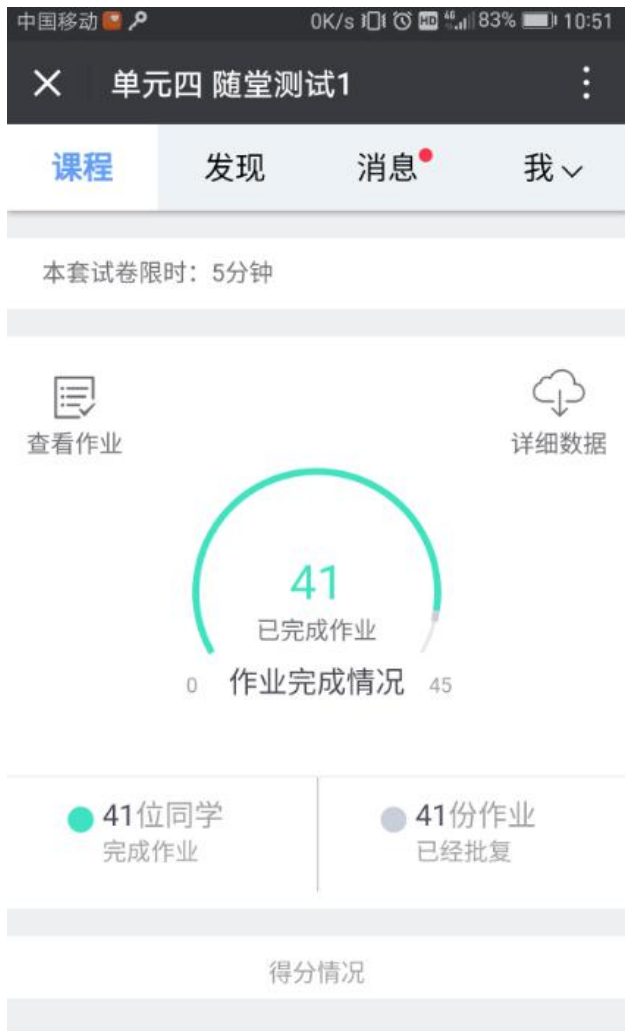 中国移动 0K/s HD 46 83% 10:51
单元四 随堂测试1
课程 发现 消息 我
本套试卷限时：5分钟
查看作业 详细数据
41
已完成作业
0 作业完成情况 45
41位同学 41份作业
完成作业 已经批复
得分情况